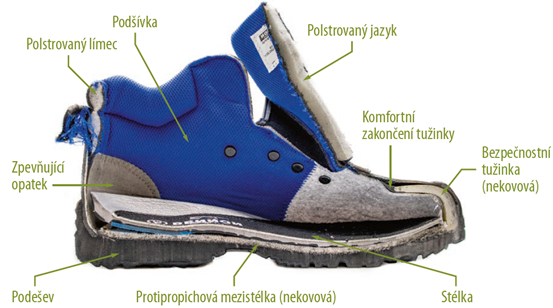 Podšívka
Polstrovaný límec
Polstrovaný jazyk
Komfortní
zakončení tužinky
Bezpečnostní
tužinka
(nekovová)
Zpevňující
opatek
Podešev
Protipropichová mezistélka (nekovová)
Stélka